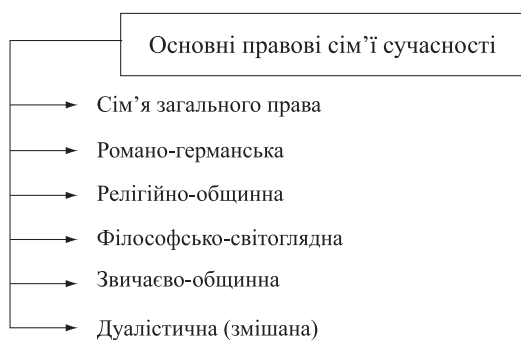 Основні правові сім’ї сучасності
Сім’я загального права
Романо-германська
Релігійно-общинна
Філософсько-світоглядна
Звичаєво-общинна
Дуалістична (змішана)